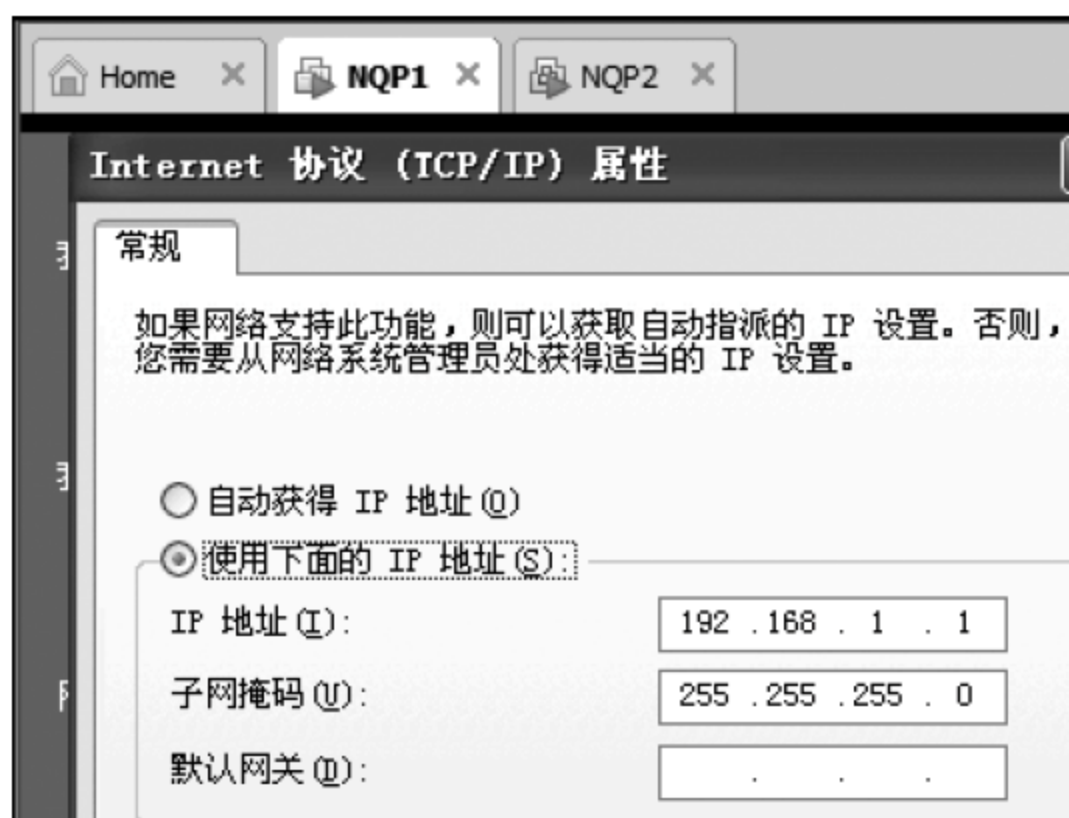 Home NQP1 NQP2
Internet 协议 (TCP/IP) 属性
常规
如果网络支持此功能，则可以获取自动指派的 IP 设置。否则，
您需要从网络系统管理员处获得适当的 IP 设置。
自动获得 IP 地址(O)
使用下面的 IP 地址(S):
IP 地址(I): 192 .168 . 1 . 1
子网掩码(U): 255 .255 .255 . 0
默认网关(D): . . .